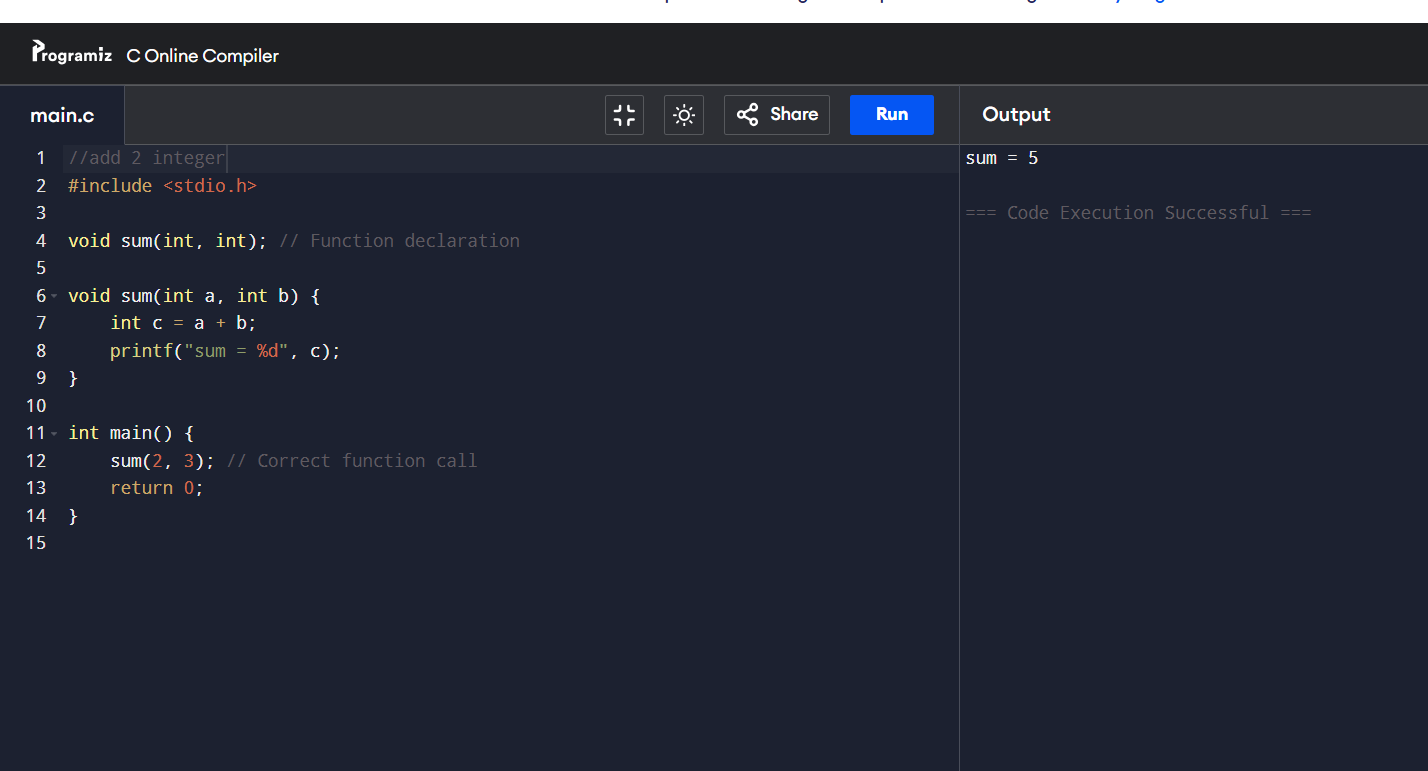 Programiz C Online Compiler
main.c
Share
Run
Output
1 //add 2 integer
2 #include <stdio.h>
3
4 void sum(int, int); // Function declaration
5
6 void sum(int a, int b) {
7     int c = a + b;
8     printf("sum = %d", c);
9 }
10
11 int main() {
12     sum(2, 3); // Correct function call
13     return 0;
14 }
15
sum = 5
=== Code Execution Successful ===